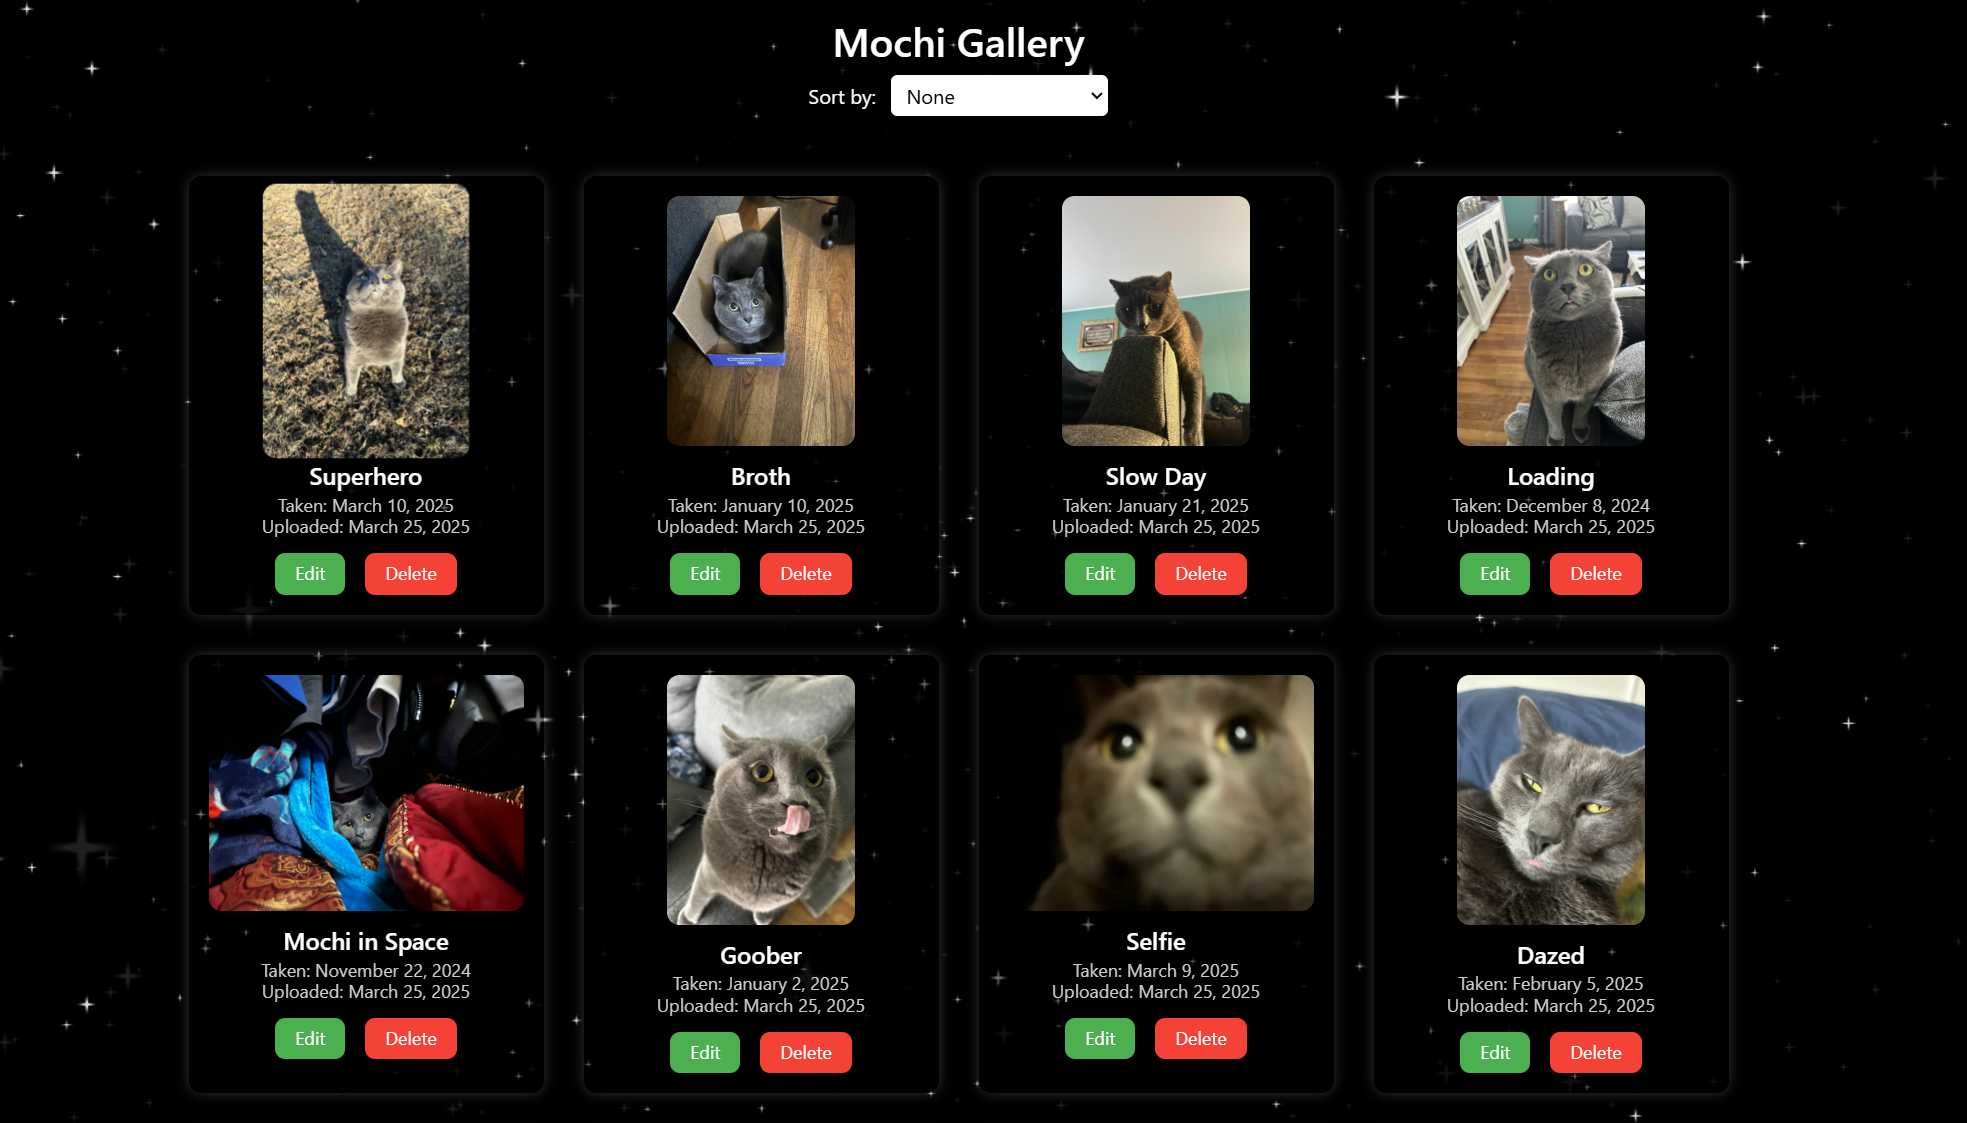 Mochi Gallery
Sort by: None
Superhero
Taken: March 10, 2025
Uploaded: March 25, 2025
Edit Delete
Broth
Taken: January 10, 2025
Uploaded: March 25, 2025
Edit Delete
Slow Day
Taken: January 21, 2025
Uploaded: March 25, 2025
Edit Delete
Loading
Taken: December 8, 2024
Uploaded: March 25, 2025
Edit Delete
Mochi in Space
Taken: November 22, 2024
Uploaded: March 25, 2025
Edit Delete
Goober
Taken: January 2, 2025
Uploaded: March 25, 2025
Edit Delete
Selfie
Taken: March 9, 2025
Uploaded: March 25, 2025
Edit Delete
Dazed
Taken: February 5, 2025
Uploaded: March 25, 2025
Edit Delete